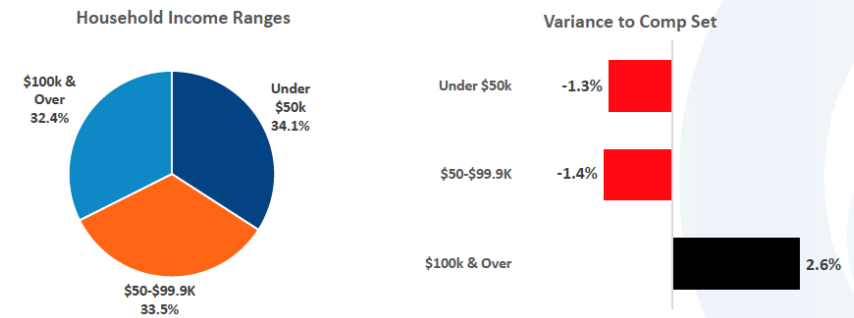 Household Income Ranges
$100k &
Over
32.4%
Under
$50k
34.1%
$50-$99.9K
33.5%
Variance to Comp Set
Under $50k
-1.3%
$50-$99.9K
-1.4%
$100k & Over
2.6%